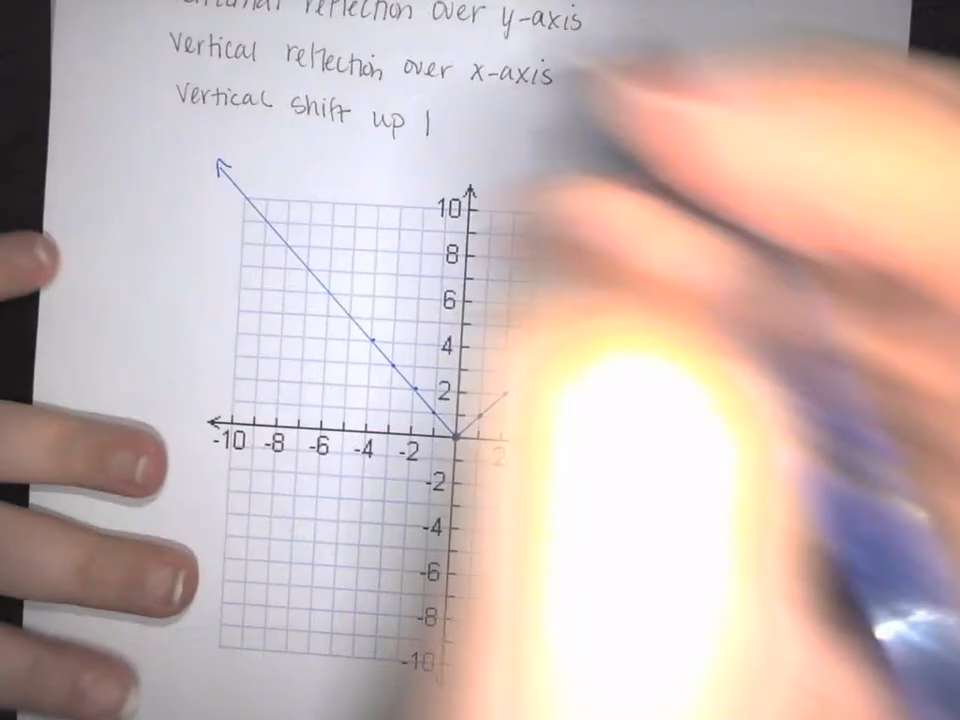 reflection over y-axis
Vertical reflection over x-axis
Vertical shift up 1
10
8
6
4
2
-10 -8 -6 -4 -2 2
-2
-4
-6
-8
-10